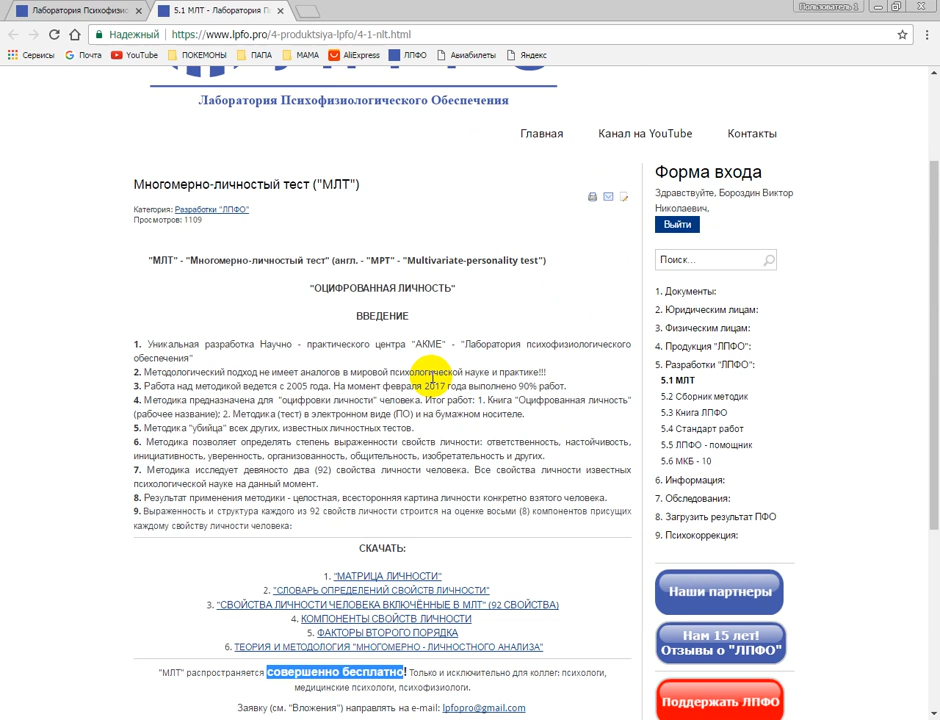 Пользователь 1
Лаборатория Психофизио
5.1 МЛТ - Лаборатория П
Надежный
https://www.lpfo.pro/4-produktsiya-lpfo/4-1-nlt.html
Сервисы
Почта
YouTube
ПОКЕМОНЫ
ПАПА
МАМА
AliExpress
ЛПФО
Авиабилеты
Яндекс
Лаборатория Психофизиологического Обеспечения
Главная
Канал на YouTube
Контакты
Многомерно-личностый тест ("МЛТ")
Категория: Разработки "ЛПФО"
Просмотров: 1109
"МЛТ" - "Многомерно-личностый тест" (англ. - "MPT" - "Multivariate-personality test")
"ОЦИФРОВАННАЯ ЛИЧНОСТЬ"
ВВЕДЕНИЕ
1. Уникальная разработка Научно - практического центра "АКМЕ" - "Лаборатория психофизиологического
обеспечения"
2. Методологический подход не имеет аналогов в мировой психологической науке и практике!!!
3. Работа над методикой ведется с 2005 года. На момент февраля 2017 года выполнено 90% работ.
4. Методика предназначена для "оцифровки личности" человека. Итог работ: 1. Книга "Оцифрованная личность"
(рабочее название); 2. Методика (тест) в электронном виде (ПО) и на бумажном носителе.
5. Методика "убийца" всех других, известных личностных тестов.
6. Методика позволяет определять степень выраженности свойств личности: ответственность, настойчивость,
инициативность, уверенность, организованность, общительность, изобретательность и других.
7. Методика исследует девяносто два (92) свойства личности человека. Все свойства личности известных
психологической науке на данный момент.
8. Результат применения методики - целостная, всесторонняя картина личности конкретно взятого человека.
9. Выраженность и структура каждого из 92 свойств личности строится на оценке восьми (8) компонентов присущих
каждому свойству личности человека:
СКАЧАТЬ:
1. "МАТРИЦА ЛИЧНОСТИ"
2. "СЛОВАРЬ ОПРЕДЕЛЕНИЙ СВОЙСТВ ЛИЧНОСТИ"
3. "СВОЙСТВА ЛИЧНОСТИ ЧЕЛОВЕКА ВКЛЮЧЁННЫЕ В МЛТ" (92 СВОЙСТВА)
4. КОМПОНЕНТЫ СВОЙСТВ ЛИЧНОСТИ
5. ФАКТОРЫ ВТОРОГО ПОРЯДКА
6. ТЕОРИЯ И МЕТОДОЛОГИЯ "МНОГОМЕРНО - ЛИЧНОСТНОГО АНАЛИЗА"
"МЛТ" распространяется совершенно бесплатно! Только и исключительно для коллег: психологи,
медицинские психологи, психофизиологи.
Заявку (см. "Вложения") направлять на e-mail: lpfopro@gmail.com
Форма входа
Здравствуйте, Бороздин Виктор
Николаевич,
Выйти
Поиск...
1. Документы:
2. Юридическим лицам:
3. Физическим лицам:
4. Продукция "ЛПФО":
5. Разработки "ЛПФО":
5.1 МЛТ
5.2 Сборник методик
5.3 Книга ЛПФО
5.4 Стандарт работ
5.5 ЛПФО - помощник
5.6 МКБ - 10
6. Информация:
7. Обследования:
8. Загрузить результат ПФО
9. Психокоррекция:
Наши партнеры
Нам 15 лет!
Отзывы о "ЛПФО"
Поддержать ЛПФО